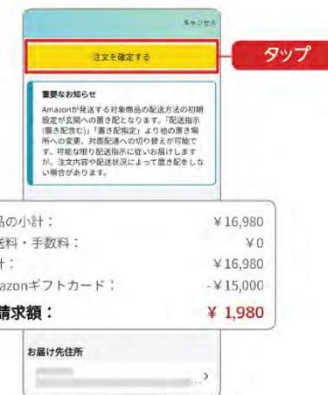 キャンセル
注文を確定する
タップ
重要なお知らせ
Amazonが発送する対象商品の配送方法の初期
設定が玄関への置き配となります。「配送指示
(置き配含む)」「置き配指定」より他の置き場
所への変更、対面配達への切り替えが可能で
す。可能な限り配送指示に従いお届けします
が、注文内容や配送状況によって置き配をしな
い場合があります。
品の小計： ￥16,980
送料・手数料： ￥0
計： ￥16,980
azonギフトカード： -￥15,000
請求額： ￥ 1,980
お届け先住所